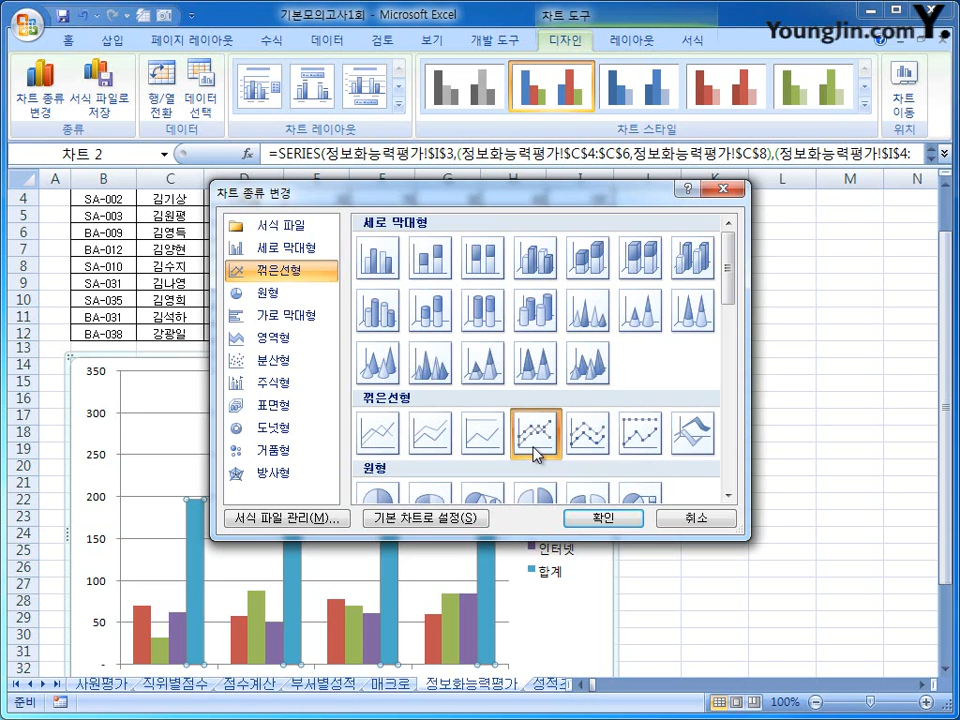 기본모의고사1회 - Microsoft Excel
차트 도구
YoungJin.com Y.
홈 삽입 페이지 레이아웃 수식 데이터 검토 보기 개발 도구 디자인 레이아웃 서식
차트 종류 변경
서식 파일로 저장
행/열 전환
데이터 선택
차트 이동
종류 데이터 차트 레이아웃 차트 스타일 위치
차트 2
fx
=SERIES(정보화능력평가!$I$3,(정보화능력평가!$C$4:$C$6,정보화능력평가!$C$8),(정보화능력평가!$I$4:
A B C D E F G H I J K L M N
4 SA-002 김기상
5 SA-003 김원평
6 BA-009 김영득
7 BA-012 김양현
8 SA-010 김수지
9 SA-031 김나영
10 SA-035 김영희
11 BA-031 김석하
12 BA-038 강광일
13
14
15
16
17
18
19
20
21
22
23
24
25
26
27
28
29
30
31
32
350
300
200
150
100
50
-
인터넷
합계
차트 종류 변경
서식 파일
세로 막대형
꺾은선형
원형
가로 막대형
영역형
분산형
주식형
표면형
도넛형
거품형
방사형
세로 막대형
꺾은선형
원형
서식 파일 관리(M)... 기본 차트로 설정(S) 확인 취소
사원평가 직위별점수 점수계산 부서별성적 매크로 정보화능력평가
준비
100%